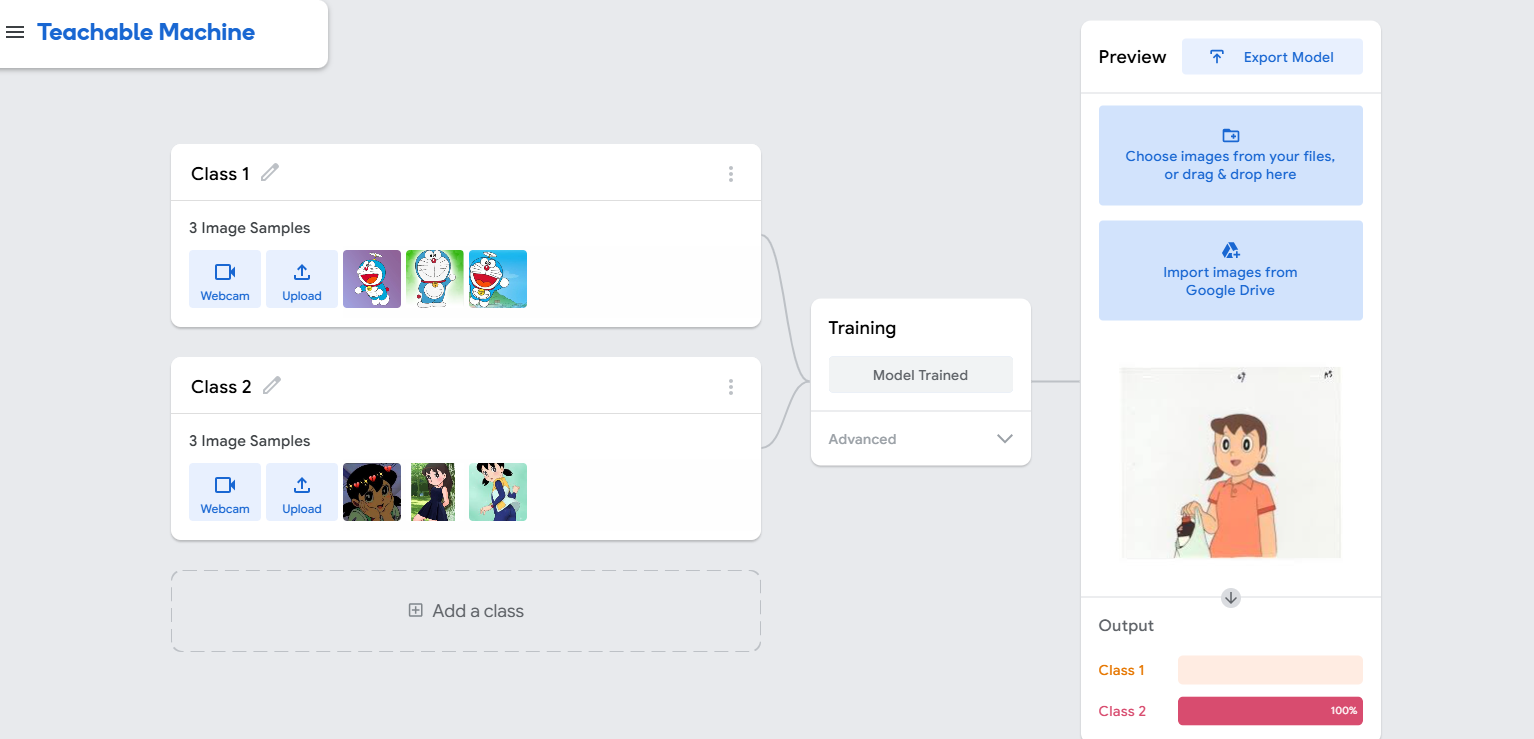 Teachable Machine
Class 1
3 Image Samples
Webcam
Upload
Class 2
3 Image Samples
Webcam
Upload
Add a class
Training
Model Trained
Advanced
Preview
Export Model
Choose images from your files,
or drag & drop here
Import images from
Google Drive
Output
Class 1
Class 2
100%